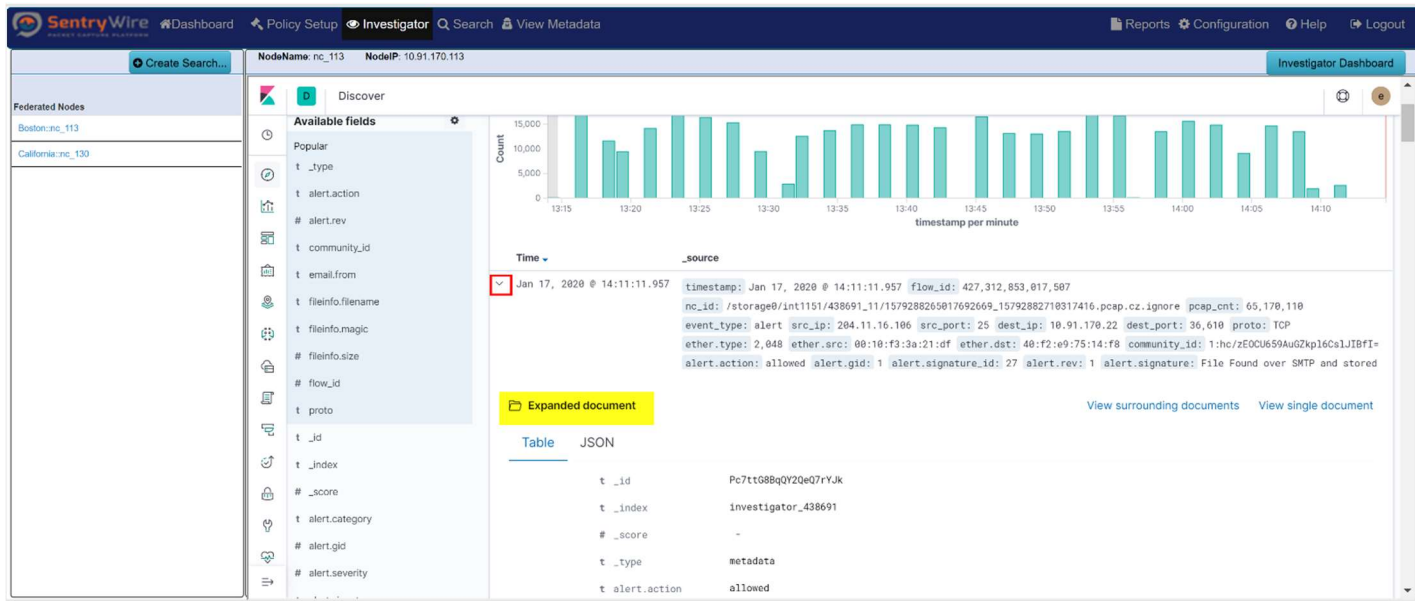 SentryWire
PACKET CAPTURE PLATFORM
Dashboard
Policy Setup
Investigator
Search
View Metadata
Reports
Configuration
Help
Logout
Create Search...
Federated Nodes
Boston::nc_113
California::nc_130
NodeName: nc_113 NodeIP: 10.91.170.113
Investigator Dashboard
D Discover
e
Available fields
Popular
t _type
t alert.action
# alert.rev
t community_id
t email.from
t fileinfo.filename
t fileinfo.magic
# fileinfo.size
# flow_id
t proto
t _id
t _index
# _score
t alert.category
# alert.gid
# alert.severity
Count
15,000
10,000
5,000
0
13:15 13:20 13:25 13:30 13:35 13:40 13:45 13:50 13:55 14:00 14:05 14:10
timestamp per minute
Time _source
Jan 17, 2020 @ 14:11:11.957 timestamp: Jan 17, 2020 @ 14:11:11.957 flow_id: 427,312,853,017,507
nc_id: /storage0/int1151/438691_11/1579288265017692669_15792882710317416.pcap.cz.ignore pcap_cnt: 65,170,110
event_type: alert src_ip: 204.11.16.106 src_port: 25 dest_ip: 10.91.170.22 dest_port: 36,610 proto: TCP
ether.type: 2,048 ether.src: 00:10:f3:3a:21:df ether.dst: 40:f2:e9:75:14:f8 community_id: 1:hc/zEOCU659AuGZkpl6CslJIBfI=
alert.action: allowed alert.gid: 1 alert.signature_id: 27 alert.rev: 1 alert.signature: File Found over SMTP and stored
Expanded document
View surrounding documents View single document
Table JSON
t _id Pc7ttG8BqQY2QeQ7rYJk
t _index investigator_438691
# _score -
t _type metadata
t alert.action allowed